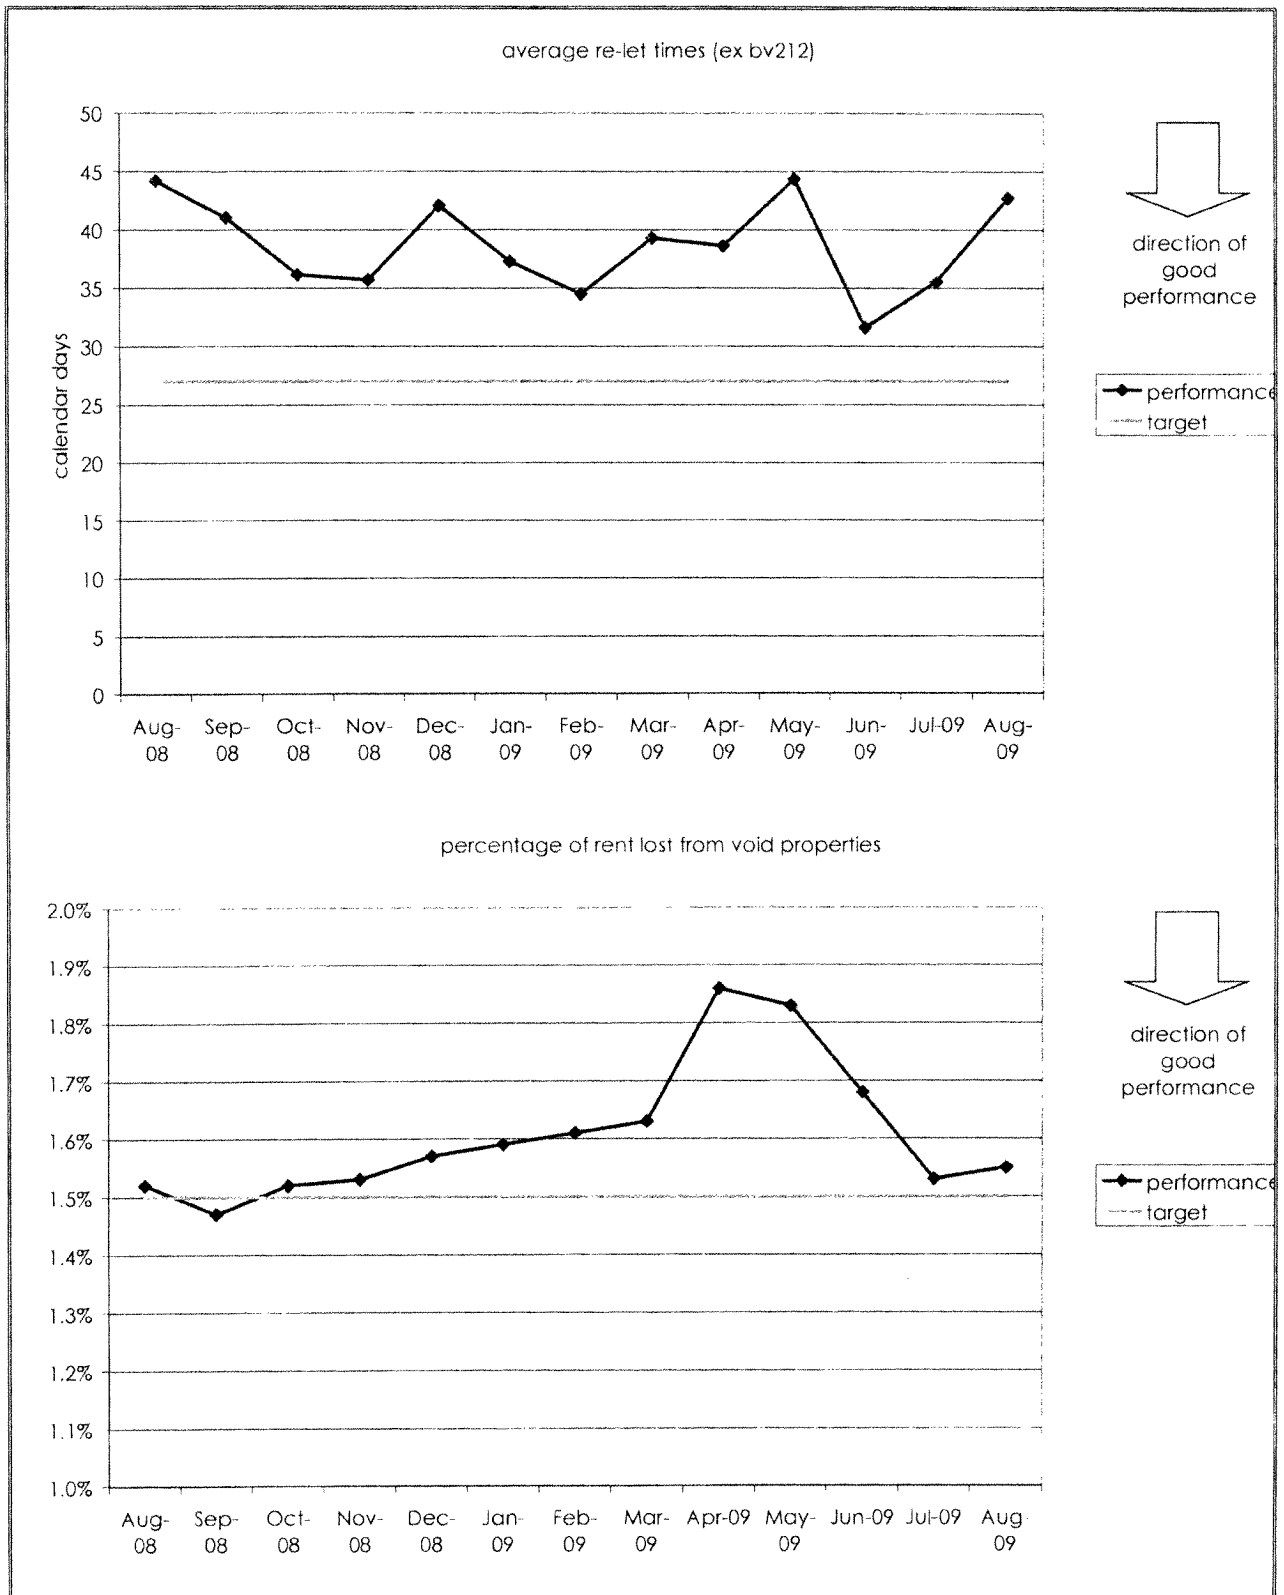 average re-let times (ex bv212)
50
45
40
35
30
25
20
15
10
5
0
calendar days
Aug-
08
Sep-
08
Oct-
08
Nov-
08
Dec-
08
Jan-
09
Feb-
09
Mar-
09
Apr-
09
May-
09
Jun-
09
Jul-09
Aug-
09
direction of
good
performance
performance
target
percentage of rent lost from void properties
2.0%
1.9%
1.8%
1.7%
1.6%
1.5%
1.4%
1.3%
1.2%
1.1%
1.0%
Aug-
08
Sep-
08
Oct-
08
Nov-
08
Dec-
08
Jan-
09
Feb-
09
Mar-
09
Apr-09
May-
09
Jun-09
Jul-09
Aug-
09
direction of
good
performance
performance
target